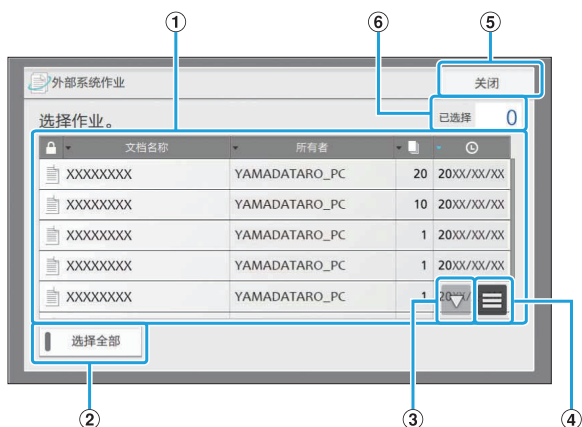 ① ⑥ ⑤
外部系统作业 关闭
选择作业。 已选择 0
文档名称 所有者
XXXXXXXX YAMADATARO_PC 20 20XX/XX/XX
XXXXXXXX YAMADATARO_PC 10 20XX/XX/XX
XXXXXXXX YAMADATARO_PC 1 20XX/XX/XX
XXXXXXXX YAMADATARO_PC 1 20XX/XX/XX
XXXXXXXX YAMADATARO_PC 1
选择全部
② ③ ④